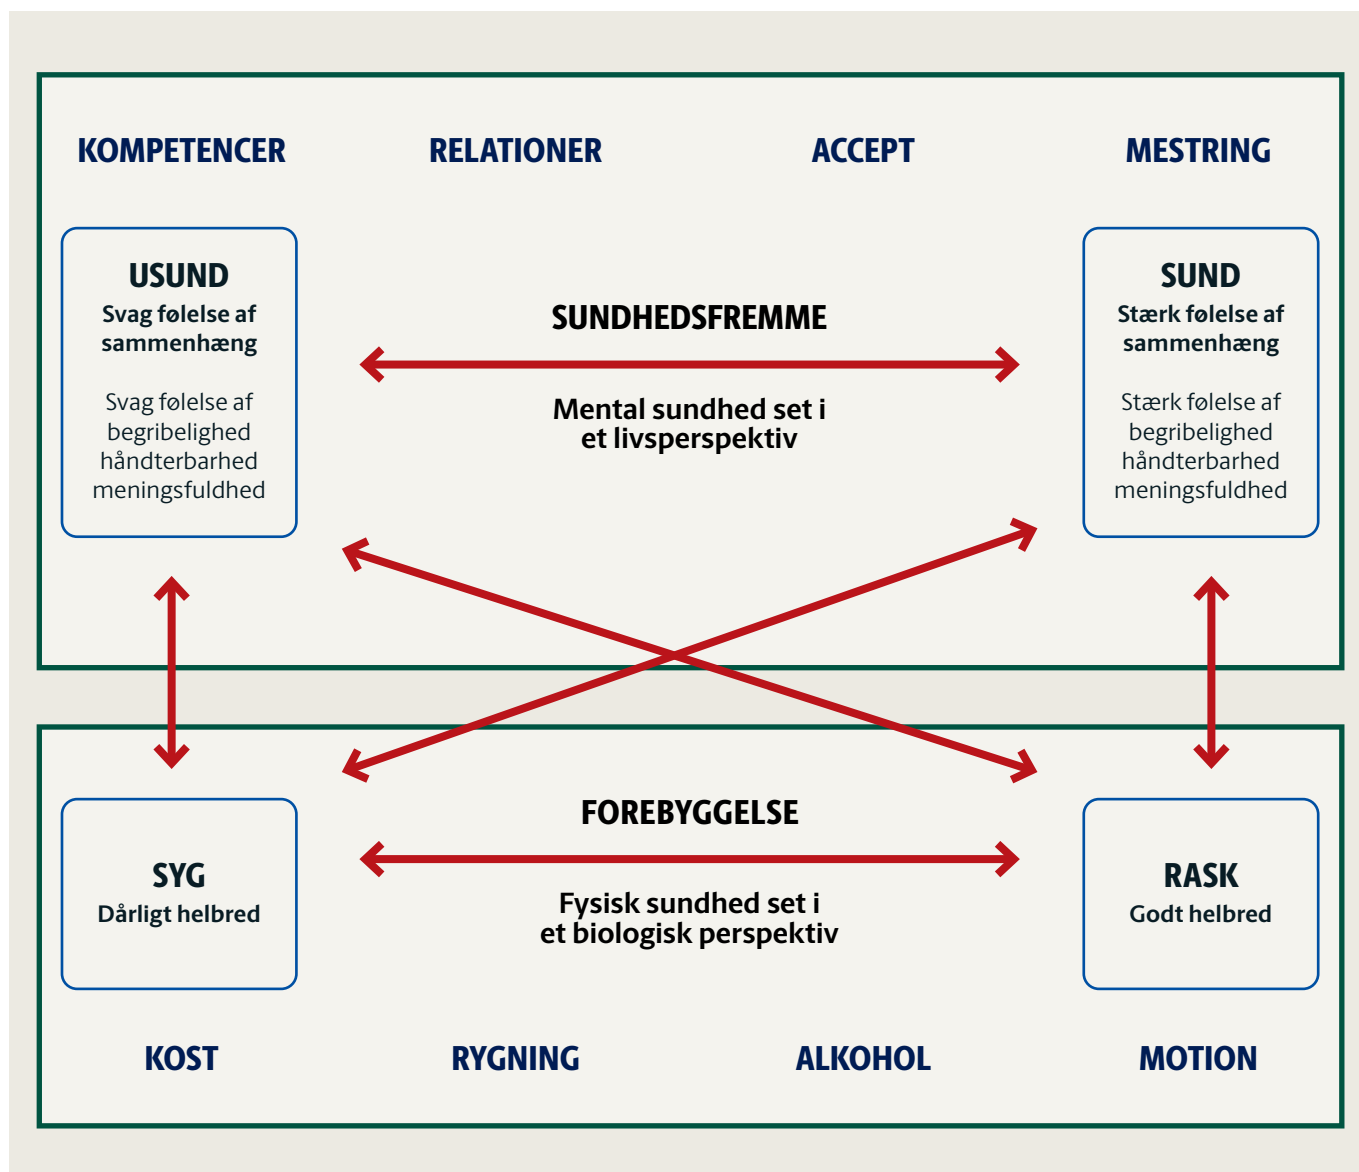 KOMPETENCER
RELATIONER
ACCEPT
MESTRING
USUND
Svag følelse af
sammenhæng
Svag følelse af
begribelighed
håndterbarhed
meningsfuldhed
SUNDHEDSFREMME
Mental sundhed set i
et livsperspektiv
SUND
Stærk følelse af
sammenhæng
Stærk følelse af
begribelighed
håndterbarhed
meningsfuldhed
SYG
Dårligt helbred
FOREBYGGELSE
Fysisk sundhed set i
et biologisk perspektiv
RASK
Godt helbred
KOST
RYGNING
ALKOHOL
MOTION